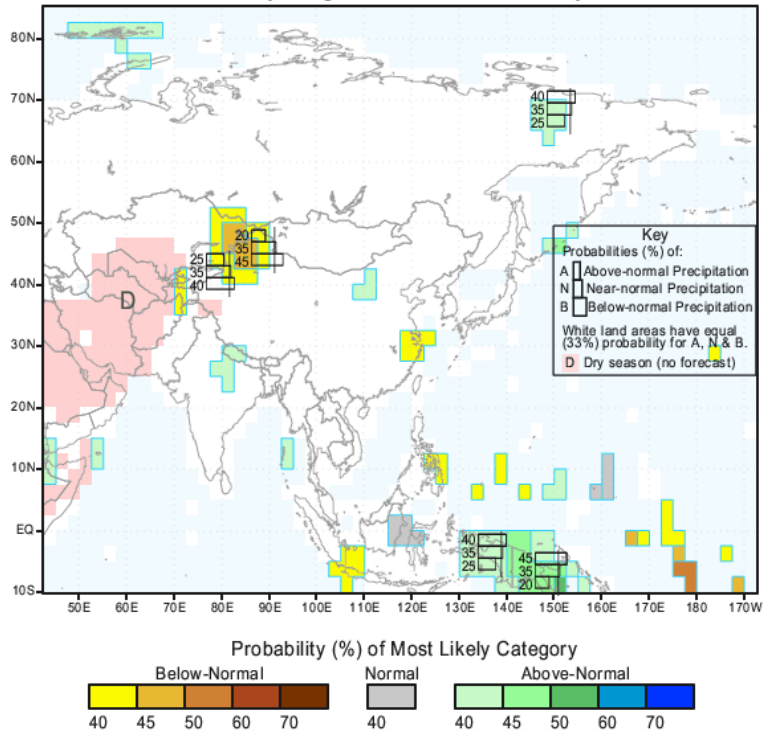 80N
70N
40
35
25
60N
50N
20
35
45
25
35
40
Key
Probabilities (%) of:
A Above-normal Precipitation
N Near-normal Precipitation
B Below-normal Precipitation
White land areas have equal
(33%) probability for A, N & B.
D Dry season (no forecast)
40N
D
30N
20N
10N
EQ
40
35
25
45
35
20
10S
50E 60E 70E 80E 90E 100E 110E 120E 130E 140E 150E 160E 170E 180 170W
Probability (%) of Most Likely Category
Below-Normal Normal Above-Normal
40 45 50 60 70 40 40 45 50 60 70